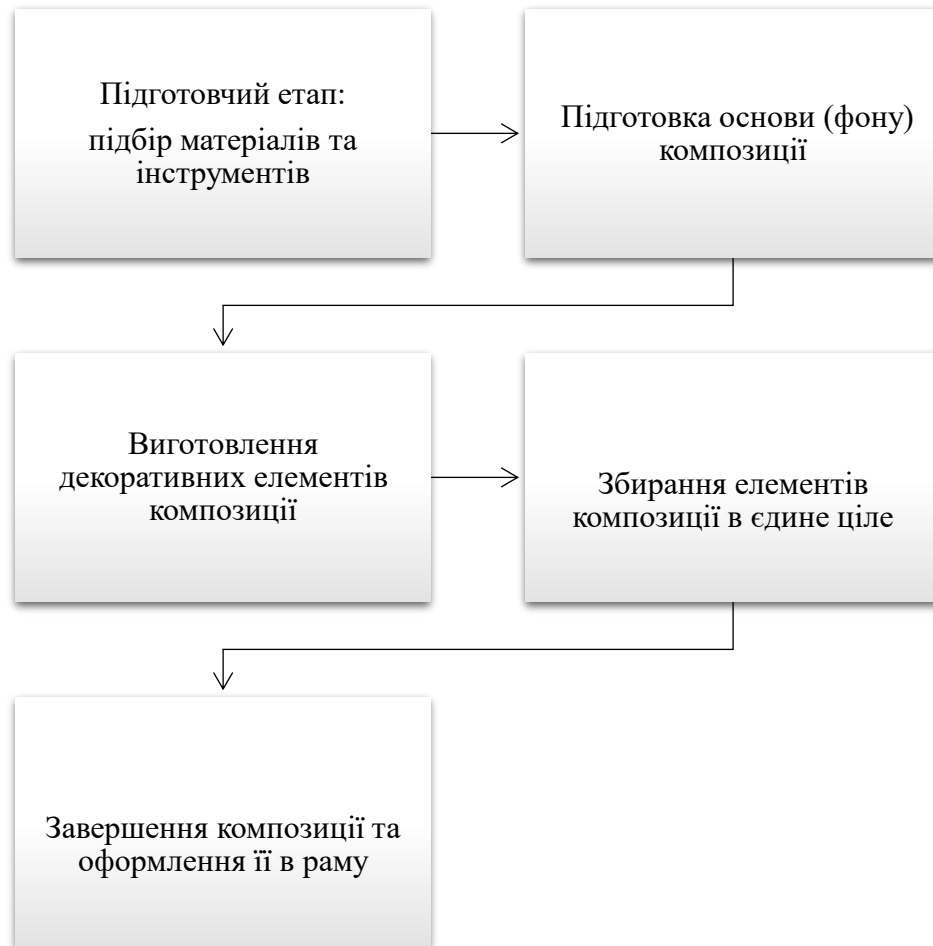 Підготовчий етап:
підбір матеріалів та
інструментів
Підготовка основи (фону)
композиції
Виготовлення
декоративних елементів
композиції
Збирання елементів
композиції в єдине ціле
Завершення композиції та
оформлення її в раму